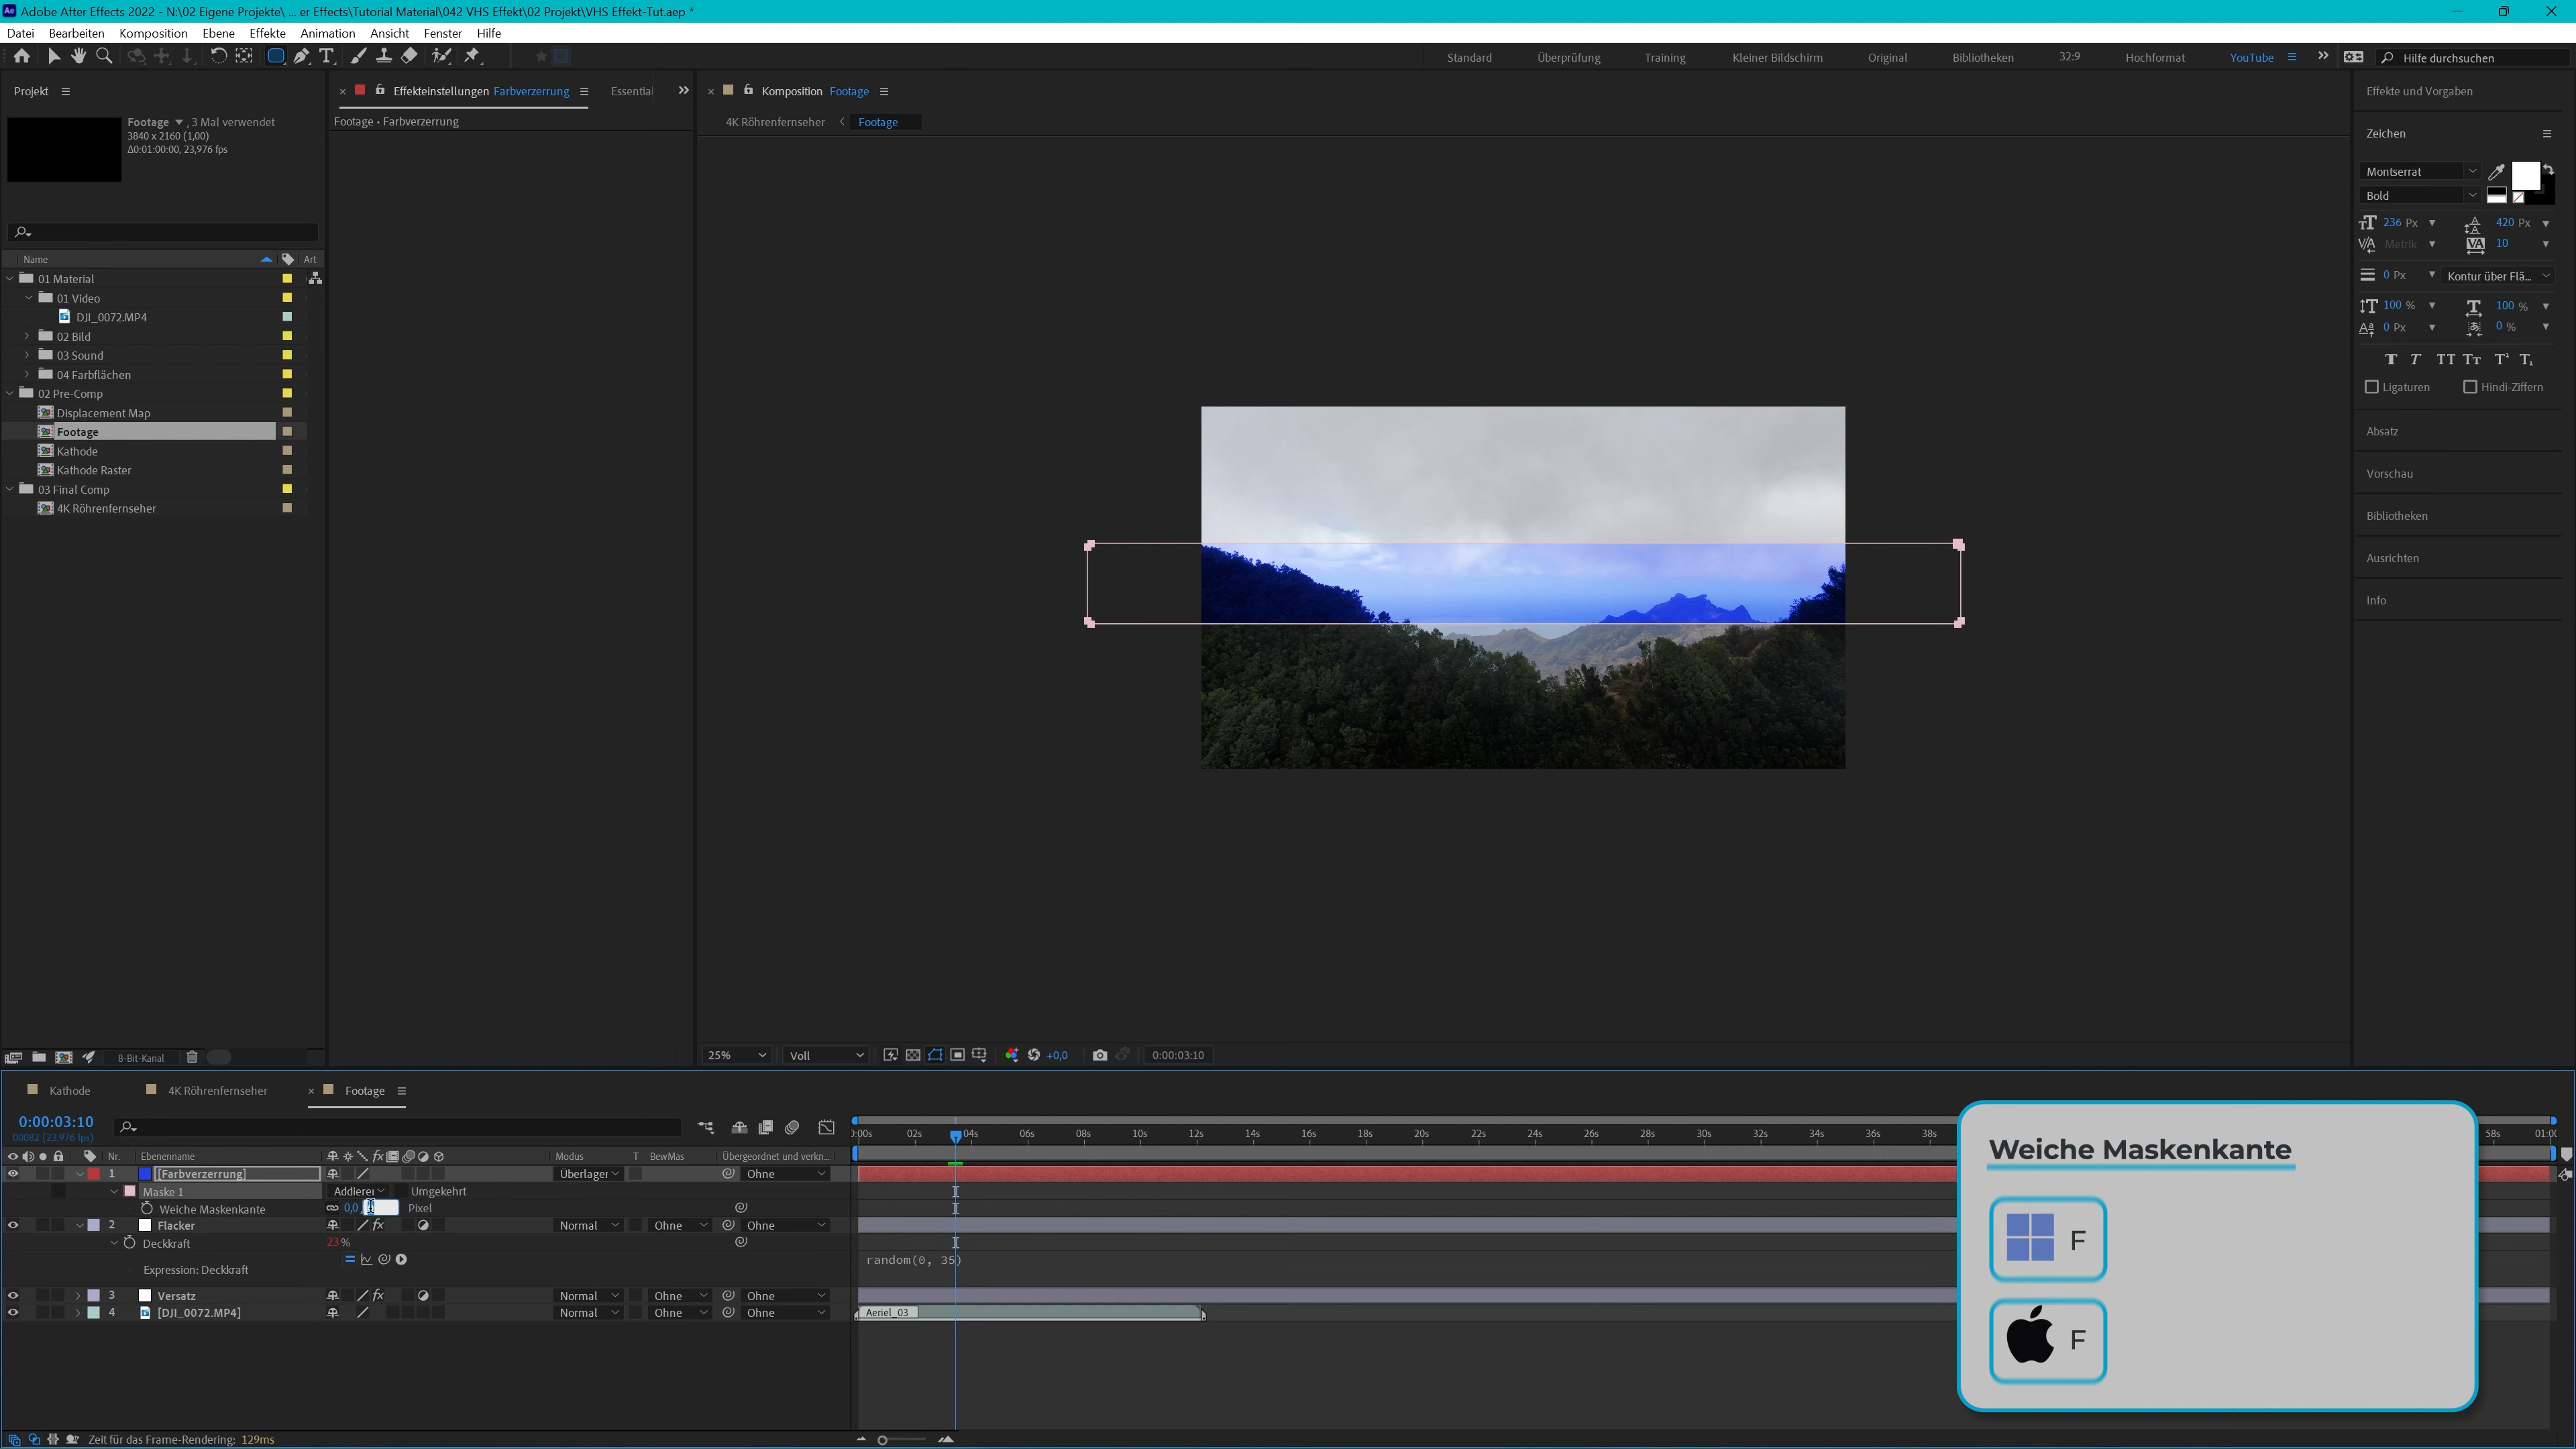 Adobe After Effects 2022 - N:\02 Eigene Projekte\ ... er Effects\Tutorial Material\042 VHS Effekt\02 Projekt\VHS Effekt-Tut.aep *
Datei Bearbeiten Komposition Ebene Effekte Animation Ansicht Fenster Hilfe
Standard Überprüfung Training Kleiner Bildschirm Original Bibliotheken 32:9 Hochformat YouTube Hilfe durchsuchen
Projekt
Footage , 3 Mal verwendet
3840 x 2160 (1,00)
Δ0:01:00:00, 23,976 fps
Name Art
01 Material
01 Video
DJI_0072.MP4
02 Bild
03 Sound
04 Farbflächen
02 Pre-Comp
Displacement Map
Footage
Kathode
Kathode Raster
03 Final Comp
4K Röhrenfernseher
8-Bit-Kanal
Effekteinstellungen Farbverzerrung Essential
Footage • Farbverzerrung
Komposition Footage
4K Röhrenfernseher Footage
25% Voll +0,0 0:00:03:10
Effekte und Vorgaben
Zeichen
Montserrat
Bold
236 Px 420 Px
Metrik 10
0 Px Kontur über Flä...
100 % 100 %
0 Px 0 %
Ligaturen Hindi-Ziffern
Absatz
Vorschau
Bibliotheken
Ausrichten
Info
Kathode 4K Röhrenfernseher Footage
0:00:03:10
00082 (23.976 fps)
):00s 02s 04s 06s 08s 10s 12s 14s 16s 18s 20s 22s 24s 26s 28s 30s 32s 34s 36s 38s 58s 01:0(
Nr. Ebenenname Modus T BewMas Übergeordnet und verkn...
1 [Farbverzerrung] Überlager Ohne
Maske 1 Addierei Umgekehrt
Weiche Maskenkante 0,0 Pixel
2 Flacker Normal Ohne Ohne
Deckkraft 23 %
Expression: Deckkraft random(0, 35)
3 Versatz Normal Ohne Ohne
4 [DJI_0072.MP4] Normal Ohne Ohne Aeriel_03
Zeit für das Frame-Rendering: 129ms
Weiche Maskenkante
F
F